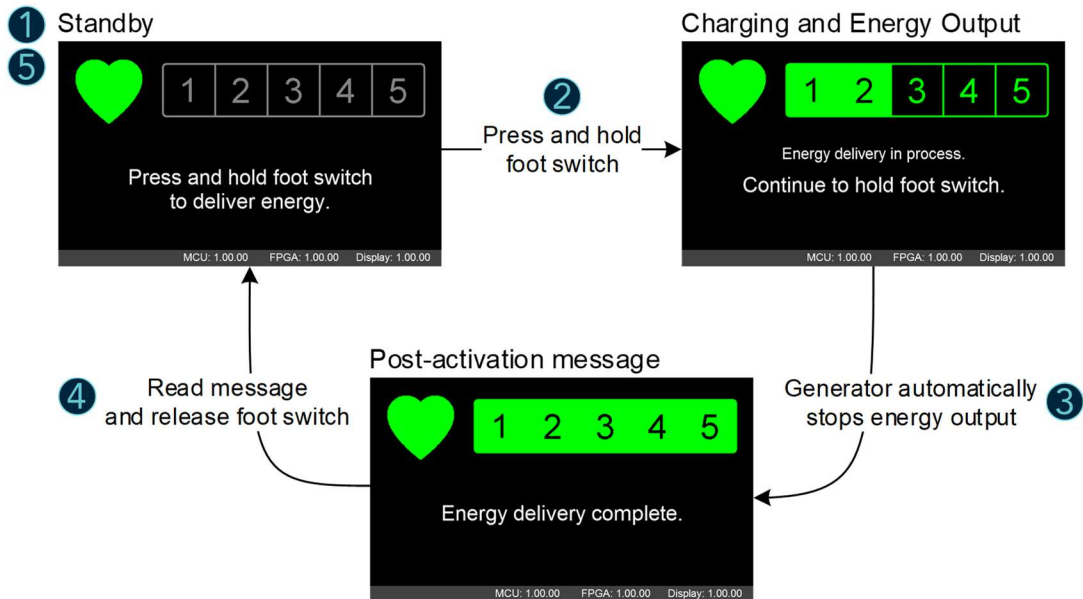 1 Standby
5
1 2 3 4 5
Press and hold foot switch
to deliver energy.
MCU: 1.00.00 FPGA: 1.00.00 Display: 1.00.00
2
Press and hold
foot switch
Charging and Energy Output
1 2 3 4 5
Energy delivery in process.
Continue to hold foot switch.
MCU: 1.00.00 FPGA: 1.00.00 Display: 1.00.00
Generator automatically
stops energy output
3
Post-activation message
1 2 3 4 5
Energy delivery complete.
MCU: 1.00.00 FPGA: 1.00.00 Display: 1.00.00
4
Read message
and release foot switch